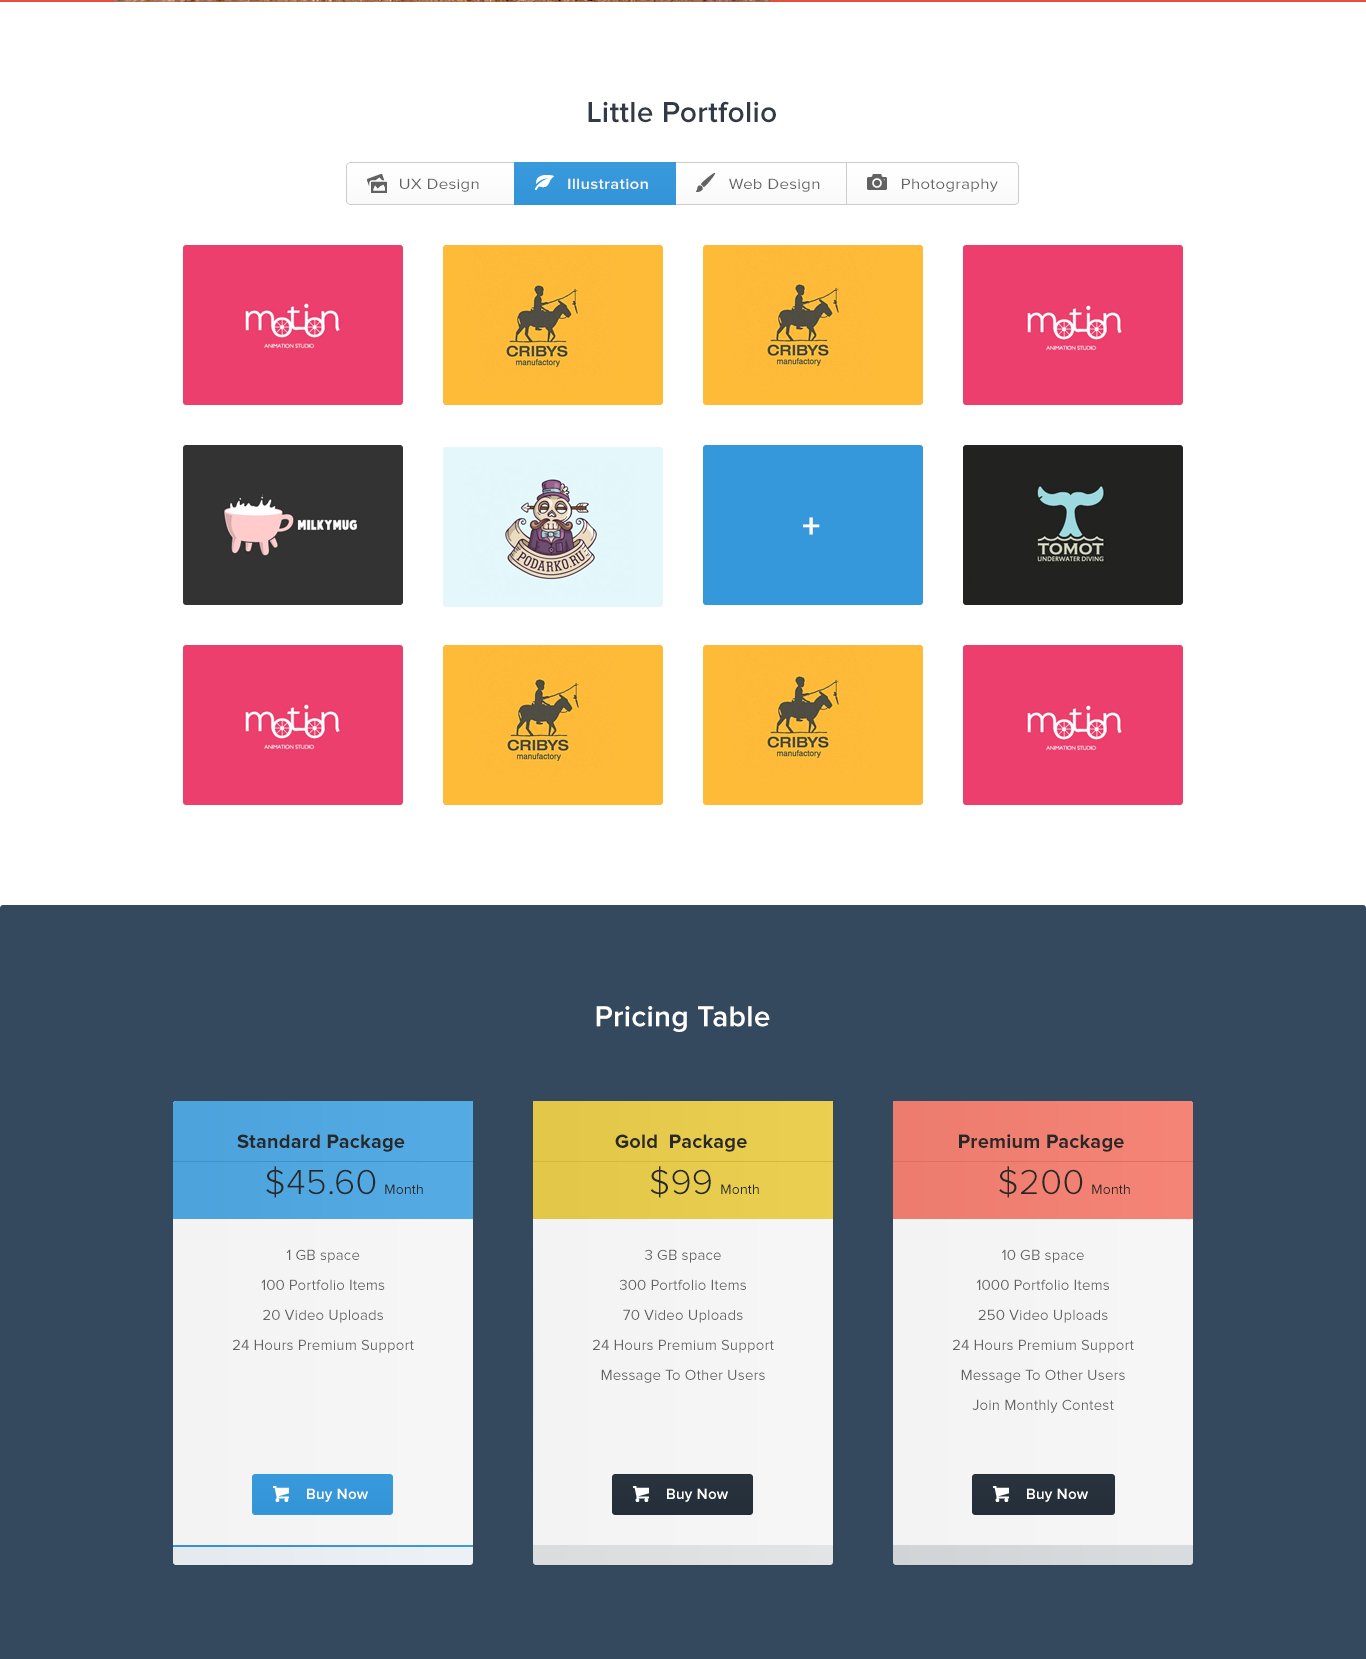 Little Portfolio
UX Design
Illustration
Web Design
Photography
motion
ANIMATION STUDIO
CRIBYS
manufactory
CRIBYS
manufactory
motion
ANIMATION STUDIO
MILKYMUG
PODARKO.RU
TOMOT
UNDERWATER DIVING
motion
ANIMATION STUDIO
CRIBYS
manufactory
CRIBYS
manufactory
motion
ANIMATION STUDIO
Pricing Table
Standard Package
$45.60 Month
1 GB space
100 Portfolio Items
20 Video Uploads
24 Hours Premium Support
Buy Now
Gold Package
$99 Month
3 GB space
300 Portfolio Items
70 Video Uploads
24 Hours Premium Support
Message To Other Users
Buy Now
Premium Package
$200 Month
10 GB space
1000 Portfolio Items
250 Video Uploads
24 Hours Premium Support
Message To Other Users
Join Monthly Contest
Buy Now